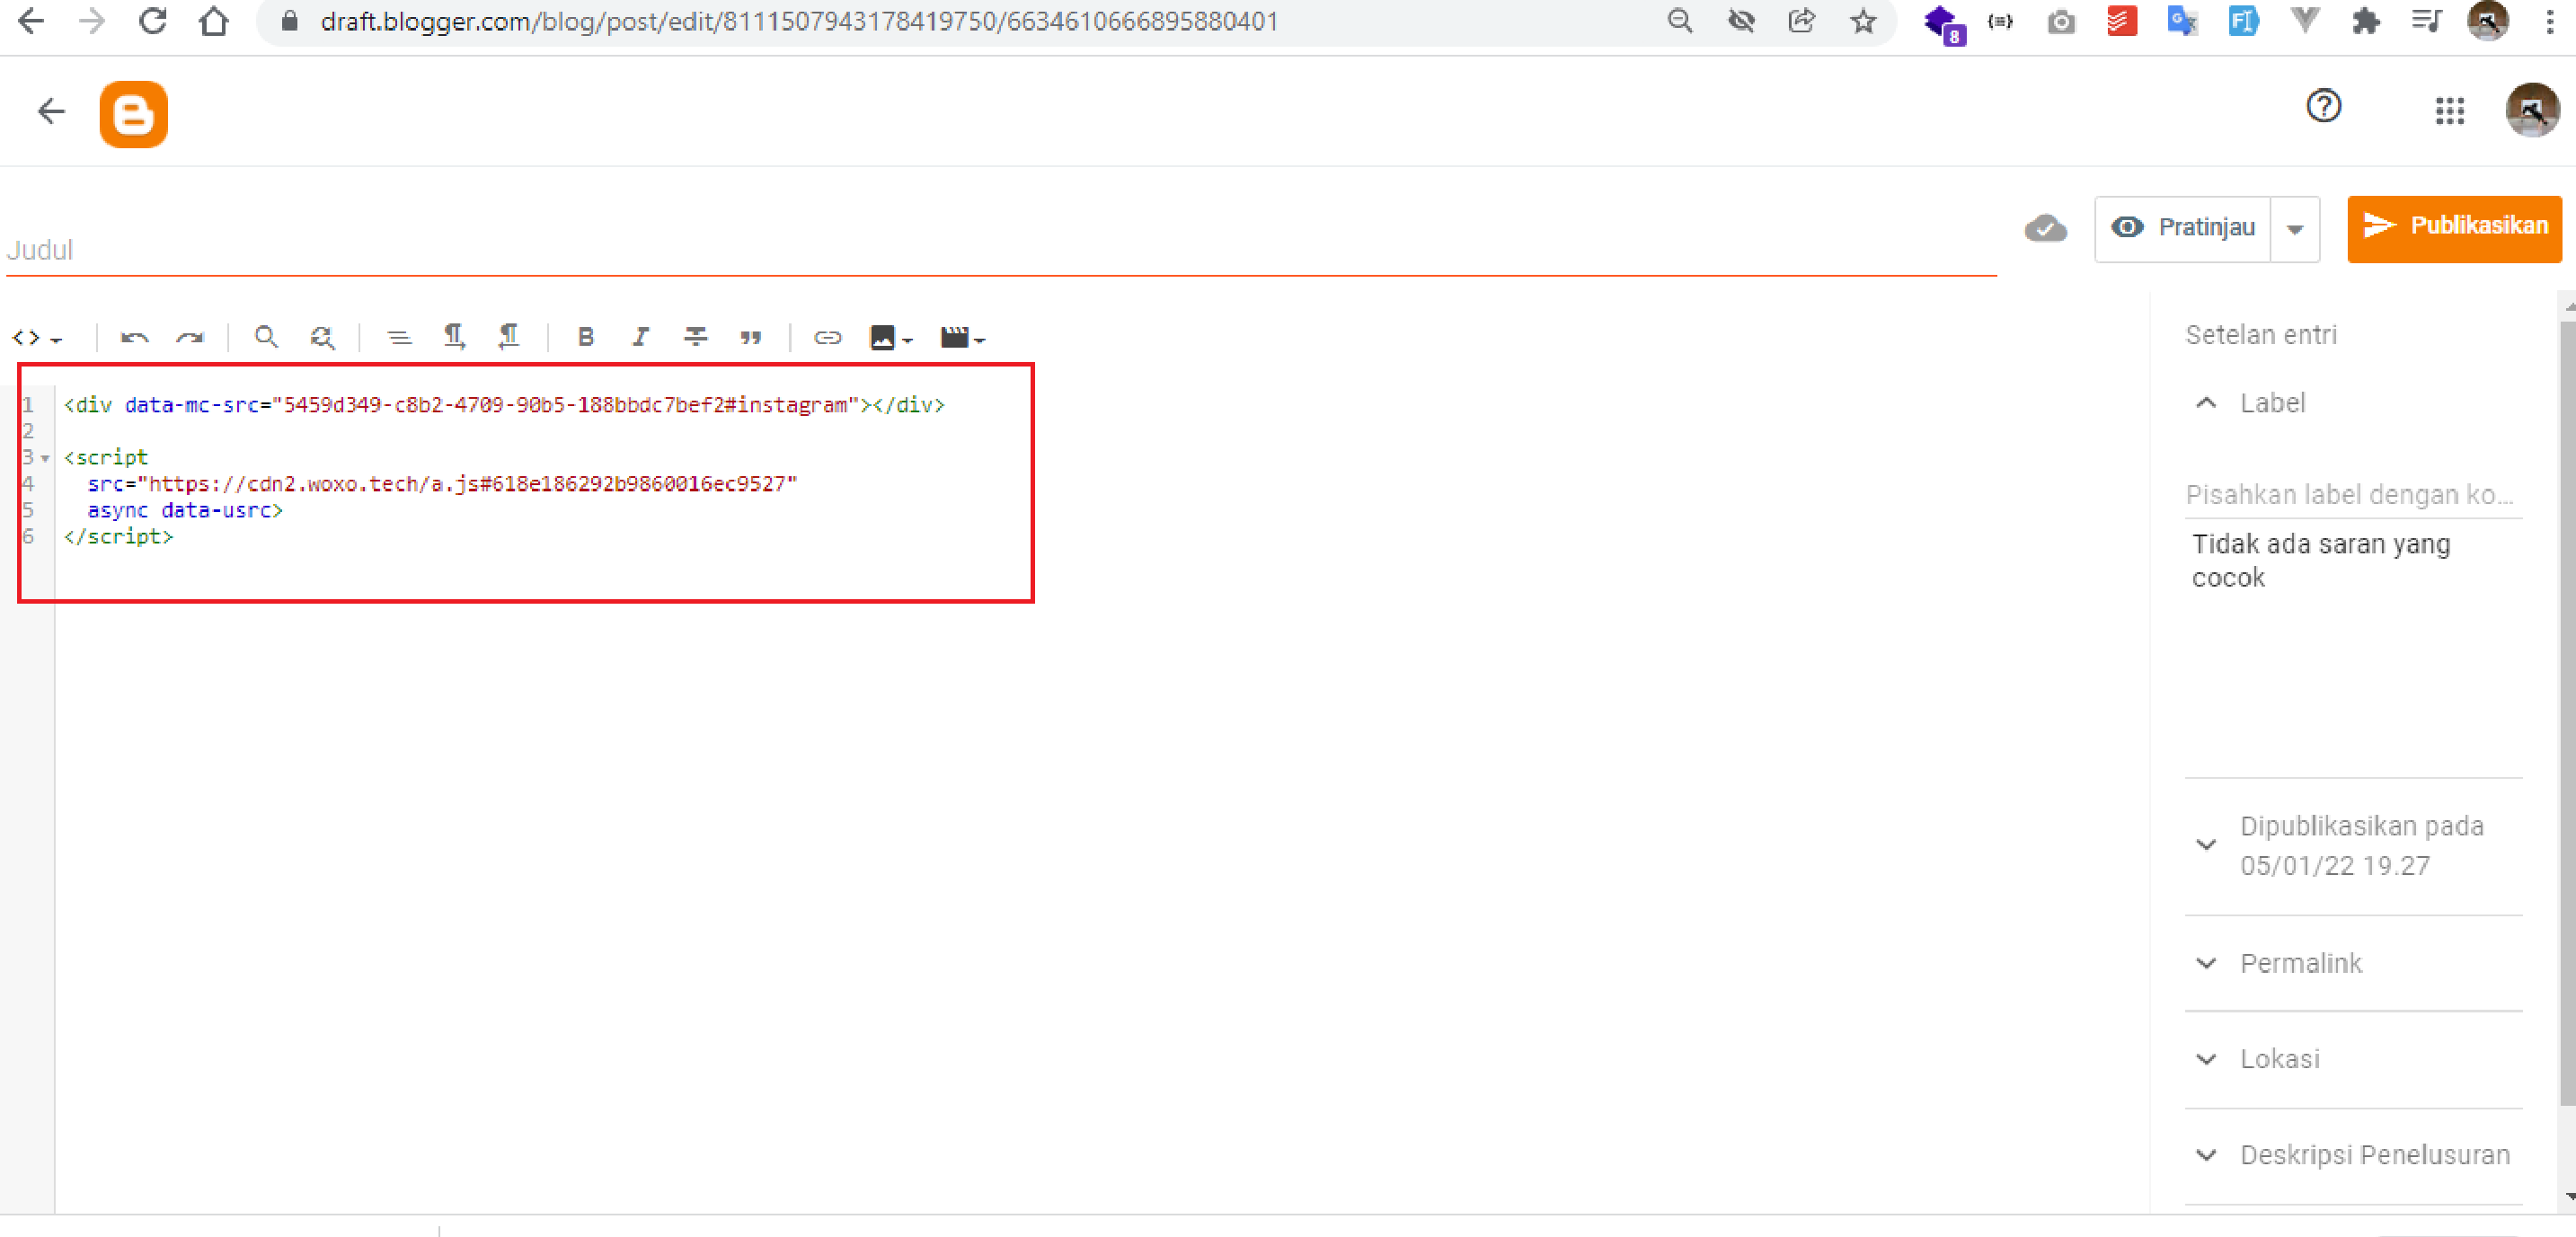 draft.blogger.com/blog/post/edit/8111507943178419750/6634610666895880401
8
Judul
Pratinjau
Publikasikan
1 <div data-mc-src="5459d349-c8b2-4709-90b5-188bbdc7bef2#instagram"></div>
2
3 <script
4 src="https://cdn2.woxo.tech/a.js#618e186292b9860016ec9527"
5 async data-usrc>
6 </script>
Setelan entri
Label
Pisahkan label dengan ko...
Tidak ada saran yang
cocok
Dipublikasikan pada
05/01/22 19.27
Permalink
Lokasi
Deskripsi Penelusuran